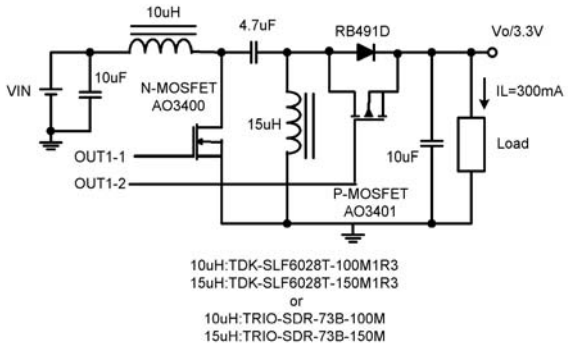 10uH
4.7uF
RB491D
Vo/3.3V
10uF
N-MOSFET
AO3400
VIN
15uH
IL=300mA
Load
10uF
OUT1-1
OUT1-2
P-MOSFET
AO3401
10uH:TDK-SLF6028T-100M1R3
15uH:TDK-SLF6028T-150M1R3
or
10uH:TRIO-SDR-73B-100M
15uH:TRIO-SDR-73B-150M